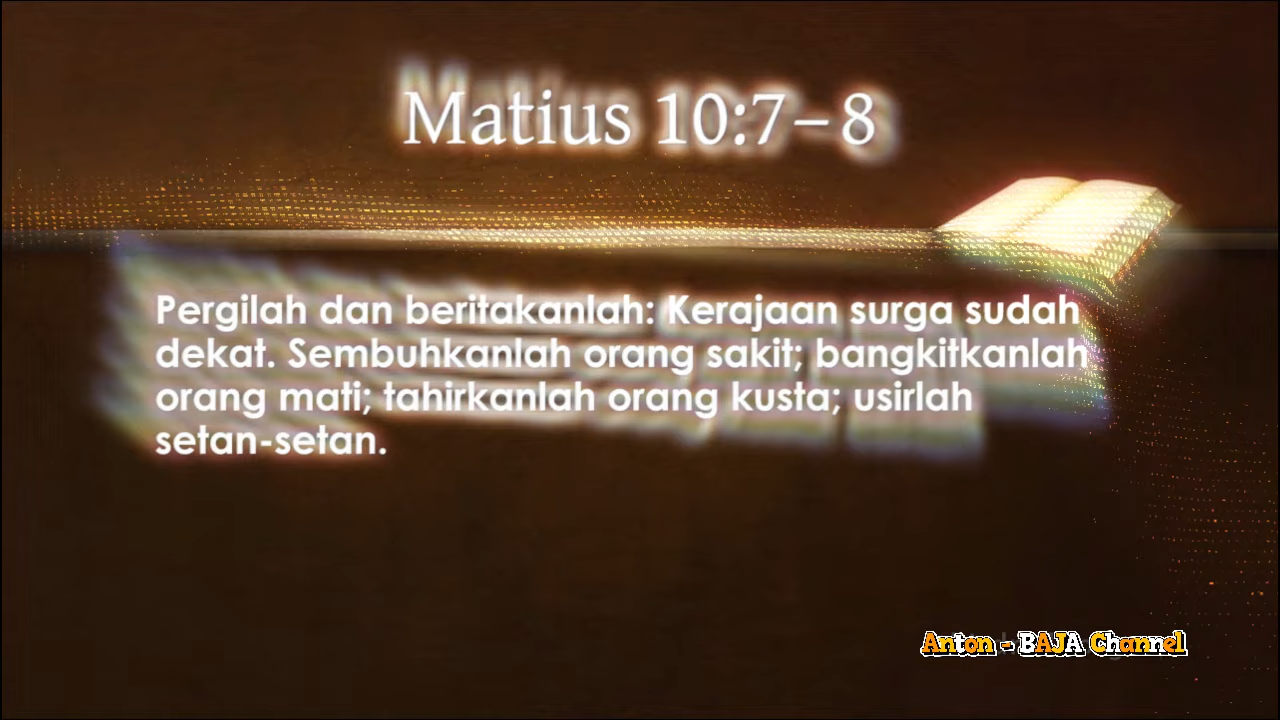 Matius 10:7–8
Pergilah dan beritakanlah: Kerajaan surga sudah
dekat. Sembuhkanlah orang sakit; bangkitkanlah
orang mati; tahirkanlah orang kusta; usirlah
setan-setan.
Anton - BAJA Channel